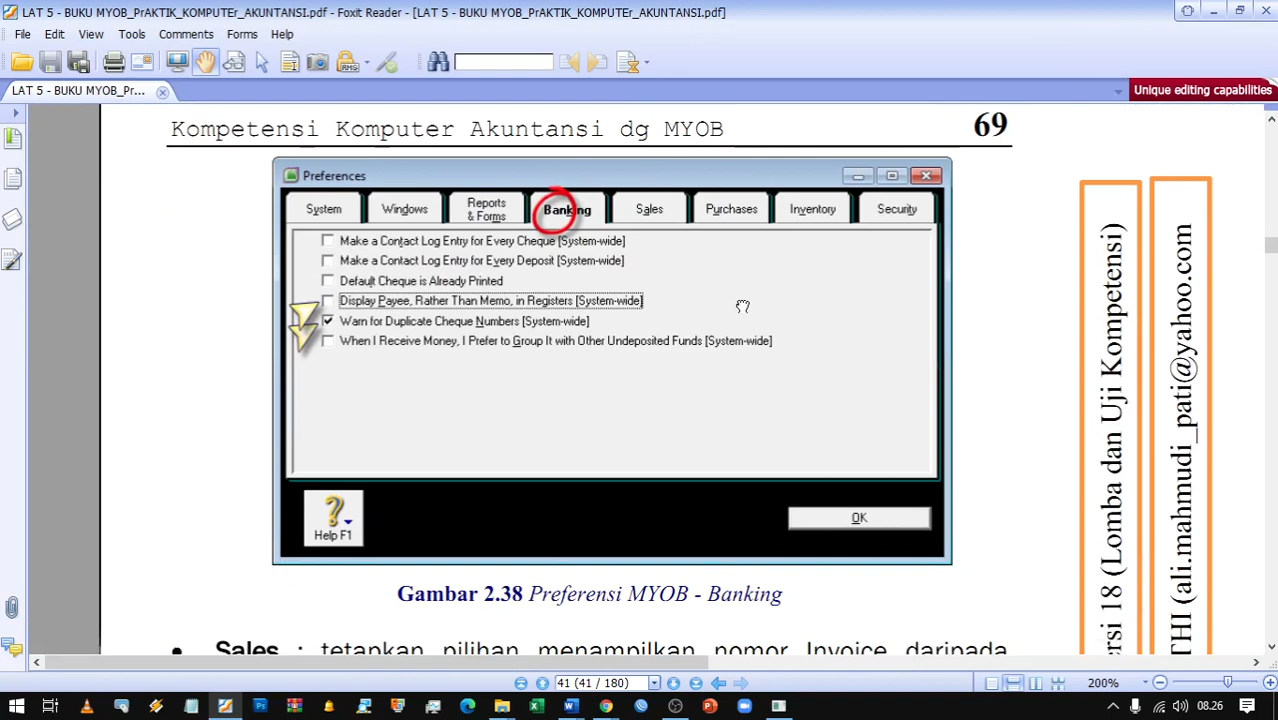 LAT 5 - BUKU MYOB_PrAKTIK_KOMPUTEr_AKUNTANSI.pdf - Foxit Reader - [LAT 5 - BUKU MYOB_PrAKTIK_KOMPUTEr_AKUNTANSI.pdf]
File Edit View Tools Comments Forms Help
LAT 5 - BUKU MYOB_Pr...
Unique editing capabilities
Kompetensi Komputer Akuntansi dg MYOB 69
Preferences
System Windows Reports & Forms Banking Sales Purchases Inventory Security
Make a Contact Log Entry for Every Cheque [System-wide]
Make a Contact Log Entry for Every Deposit [System-wide]
Default Cheque is Already Printed
Display Payee, Rather Than Memo, in Registers [System-wide]
Warn for Duplicate Cheque Numbers [System-wide]
When I Receive Money, I Prefer to Group It with Other Undeposited Funds [System-wide]
Help F1
OK
Gambar 2.38 Preferensi MYOB - Banking
• Sales : tetapkan pilihan menampilkan nomor Invoice daripada
ersi 18 (Lomba dan Uji Kompetensi)
THI (ali.mahmudi_pati@yahoo.com
41 (41 / 180)
200%
08.26